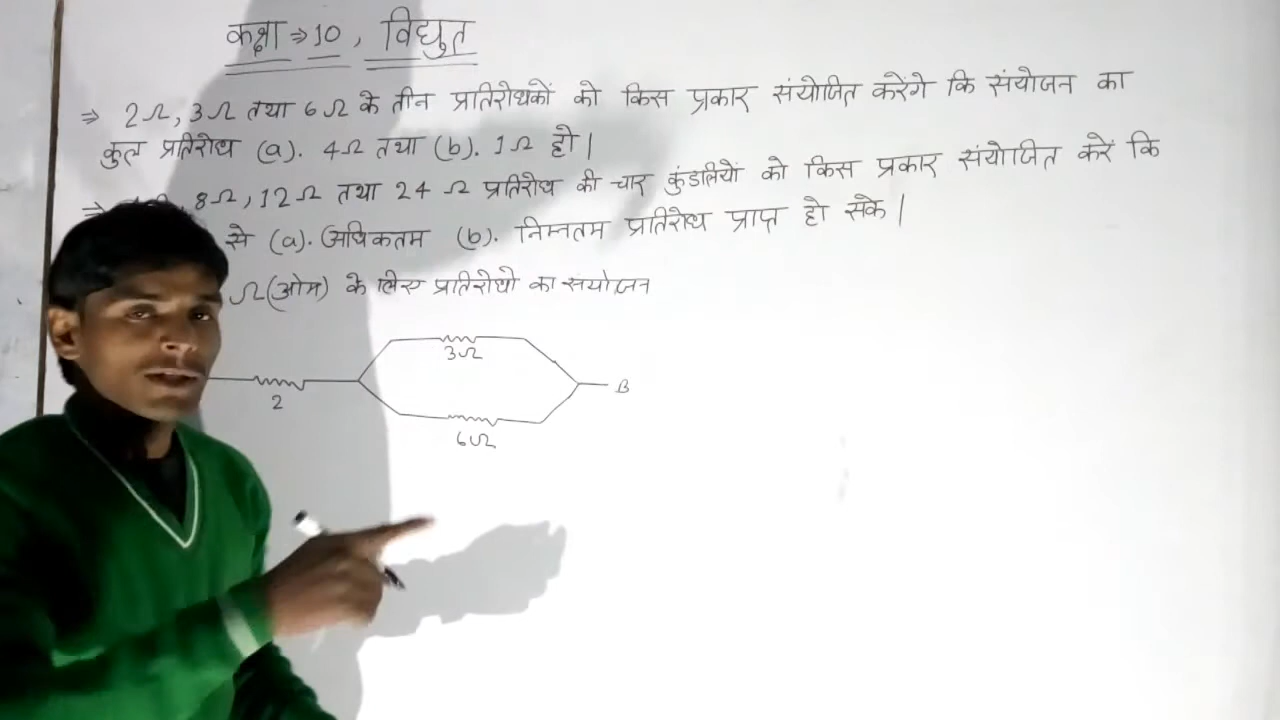 कक्षा ⇒ 10 , विद्युत
⇒ 2Ω, 3Ω तथा 6Ω के तीन प्रतिरोधकों को किस प्रकार संयोजित करेंगे कि संयोजन का
कुल प्रतिरोध (a). 4Ω तथा (b). 1Ω हो।
⇒ 8Ω, 12Ω तथा 24 Ω प्रतिरोध की चार कुंडलियों को किस प्रकार संयोजित करें कि
से (a). अधिकतम (b). निम्नतम प्रतिरोध प्राप्त हो सके।
Ω(ओम) के लिए प्रतिरोधो का सयोजन
3Ω
2
B
6Ω